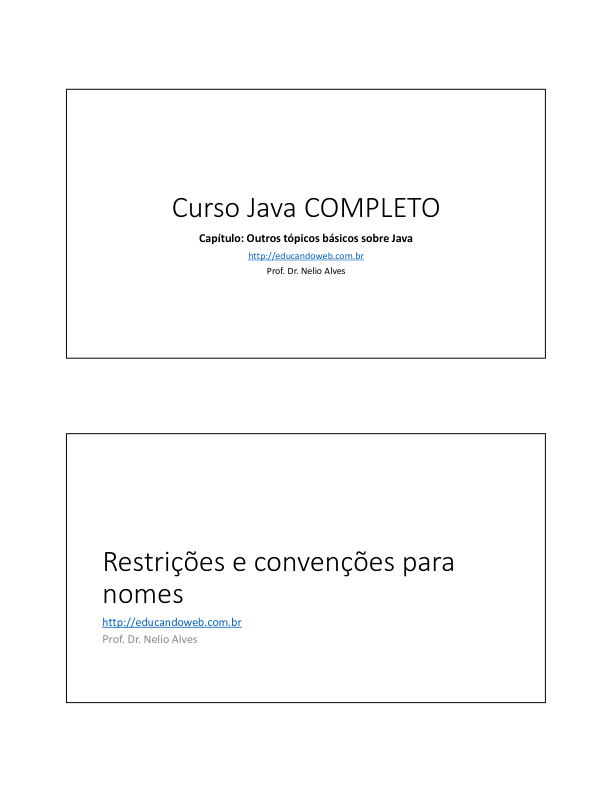 Curso Java COMPLETO
Capítulo: Outros tópicos básicos sobre Java
http://educandoweb.com.br
Prof. Dr. Nelio Alves
Restrições e convenções para
nomes
http://educandoweb.com.br
Prof. Dr. Nelio Alves